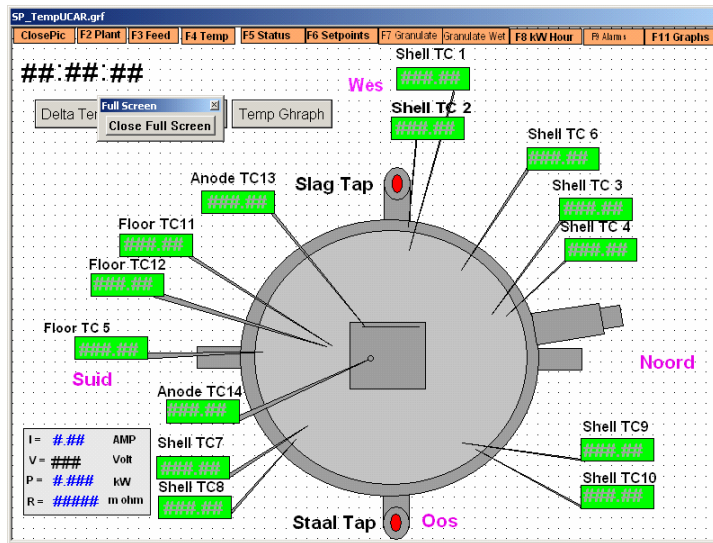 SP_TempUCAR.grf
ClosePic F2 Plant F3 Feed F4 Temp F5 Status F6 Setpoints F7 Granulate Granulate Wet F8 kW Hour F9 Alarms F11 Graphs
##:##:##
Shell TC 1
###.##
Wes
Full Screen
Close Full Screen
Delta Te
Temp Ghraph
Shell TC 2
###.##
Shell TC 6
###.##
Anode TC13
###.##
Slag Tap
Shell TC 3
###.##
Floor TC11
###.##
Shell TC 4
###.##
Floor TC12
###.##
Floor TC 5
###.##
Suid
Noord
Anode TC14
###.##
I = #.## AMP
V = ### Volt
P = #.### kW
R = ##### m ohm
Shell TC7
###.##
Shell TC8
###.##
Shell TC9
###.##
Shell TC10
###.##
Staal Tap
Oos